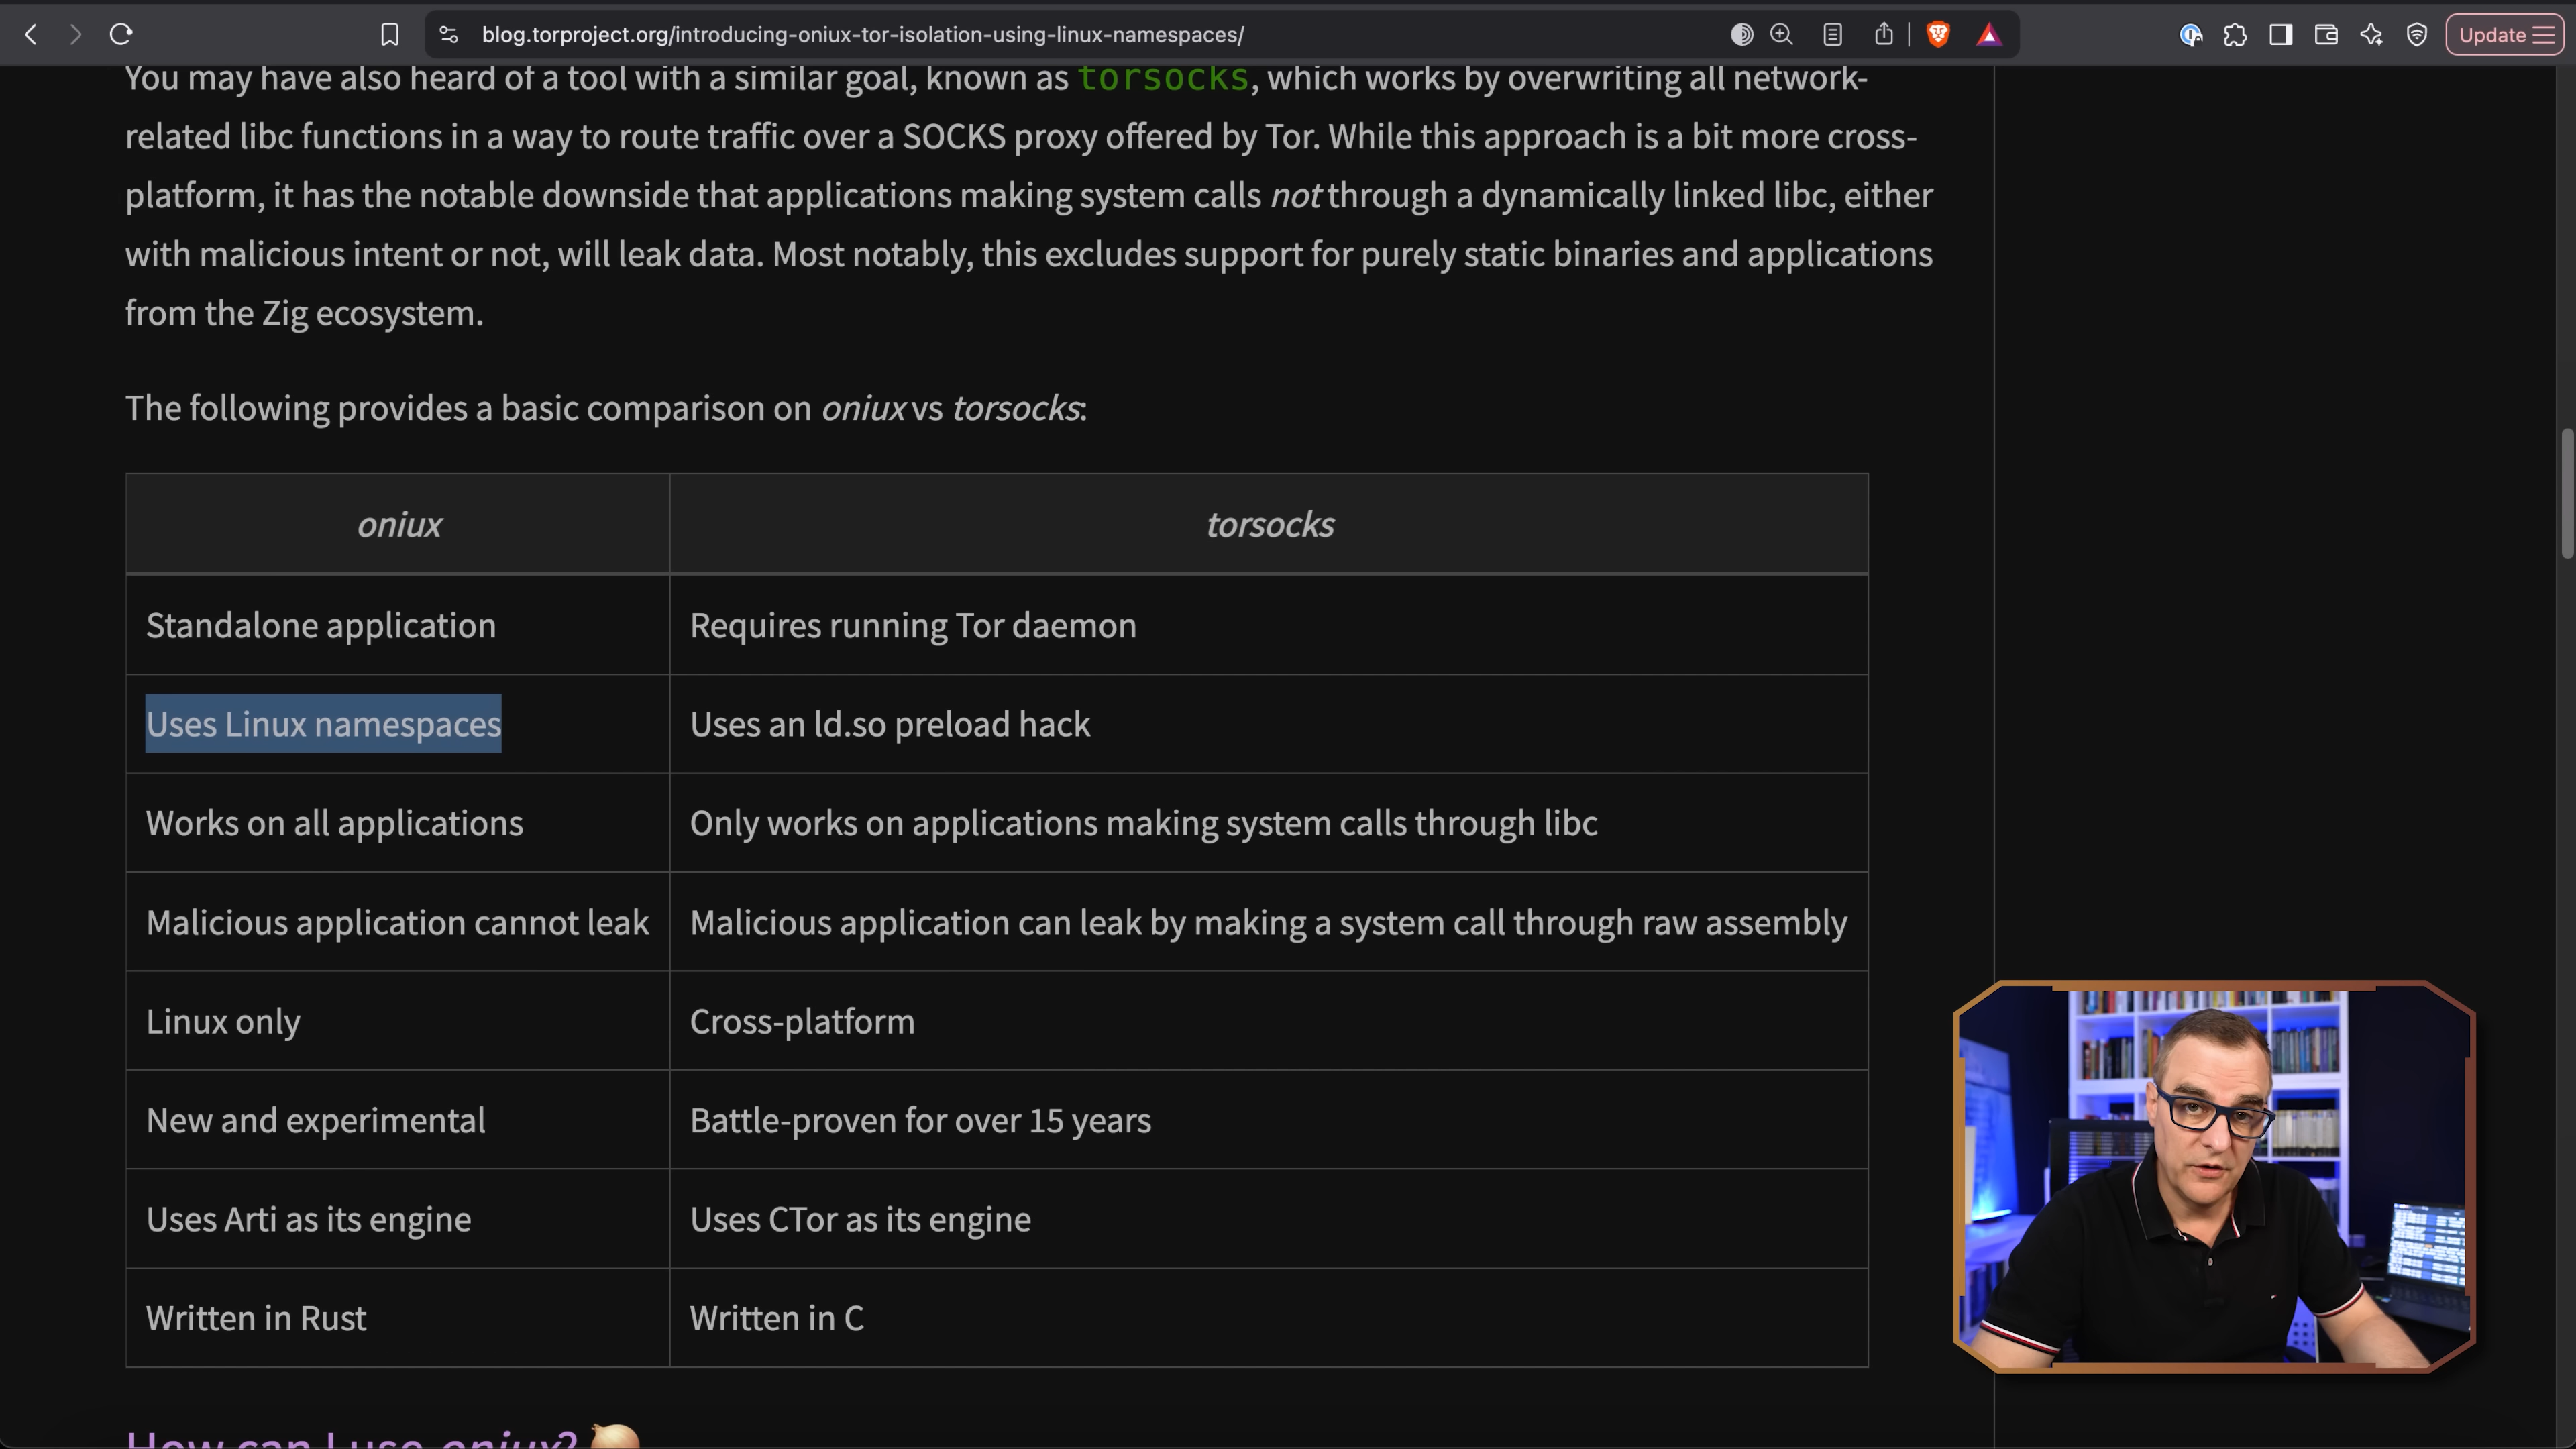 blog.torproject.org/introducing-oniux-tor-isolation-using-linux-namespaces/
Update
You may have also heard of a tool with a similar goal, known as torsocks, which works by overwriting all network-
related libc functions in a way to route traffic over a SOCKS proxy offered by Tor. While this approach is a bit more cross-
platform, it has the notable downside that applications making system calls not through a dynamically linked libc, either
with malicious intent or not, will leak data. Most notably, this excludes support for purely static binaries and applications
from the Zig ecosystem.
The following provides a basic comparison on oniux vs torsocks:
oniux torsocks
Standalone application Requires running Tor daemon
Uses Linux namespaces Uses an ld.so preload hack
Works on all applications Only works on applications making system calls through libc
Malicious application cannot leak Malicious application can leak by making a system call through raw assembly
Linux only Cross-platform
New and experimental Battle-proven for over 15 years
Uses Arti as its engine Uses CTor as its engine
Written in Rust Written in C
How can I use oniux?